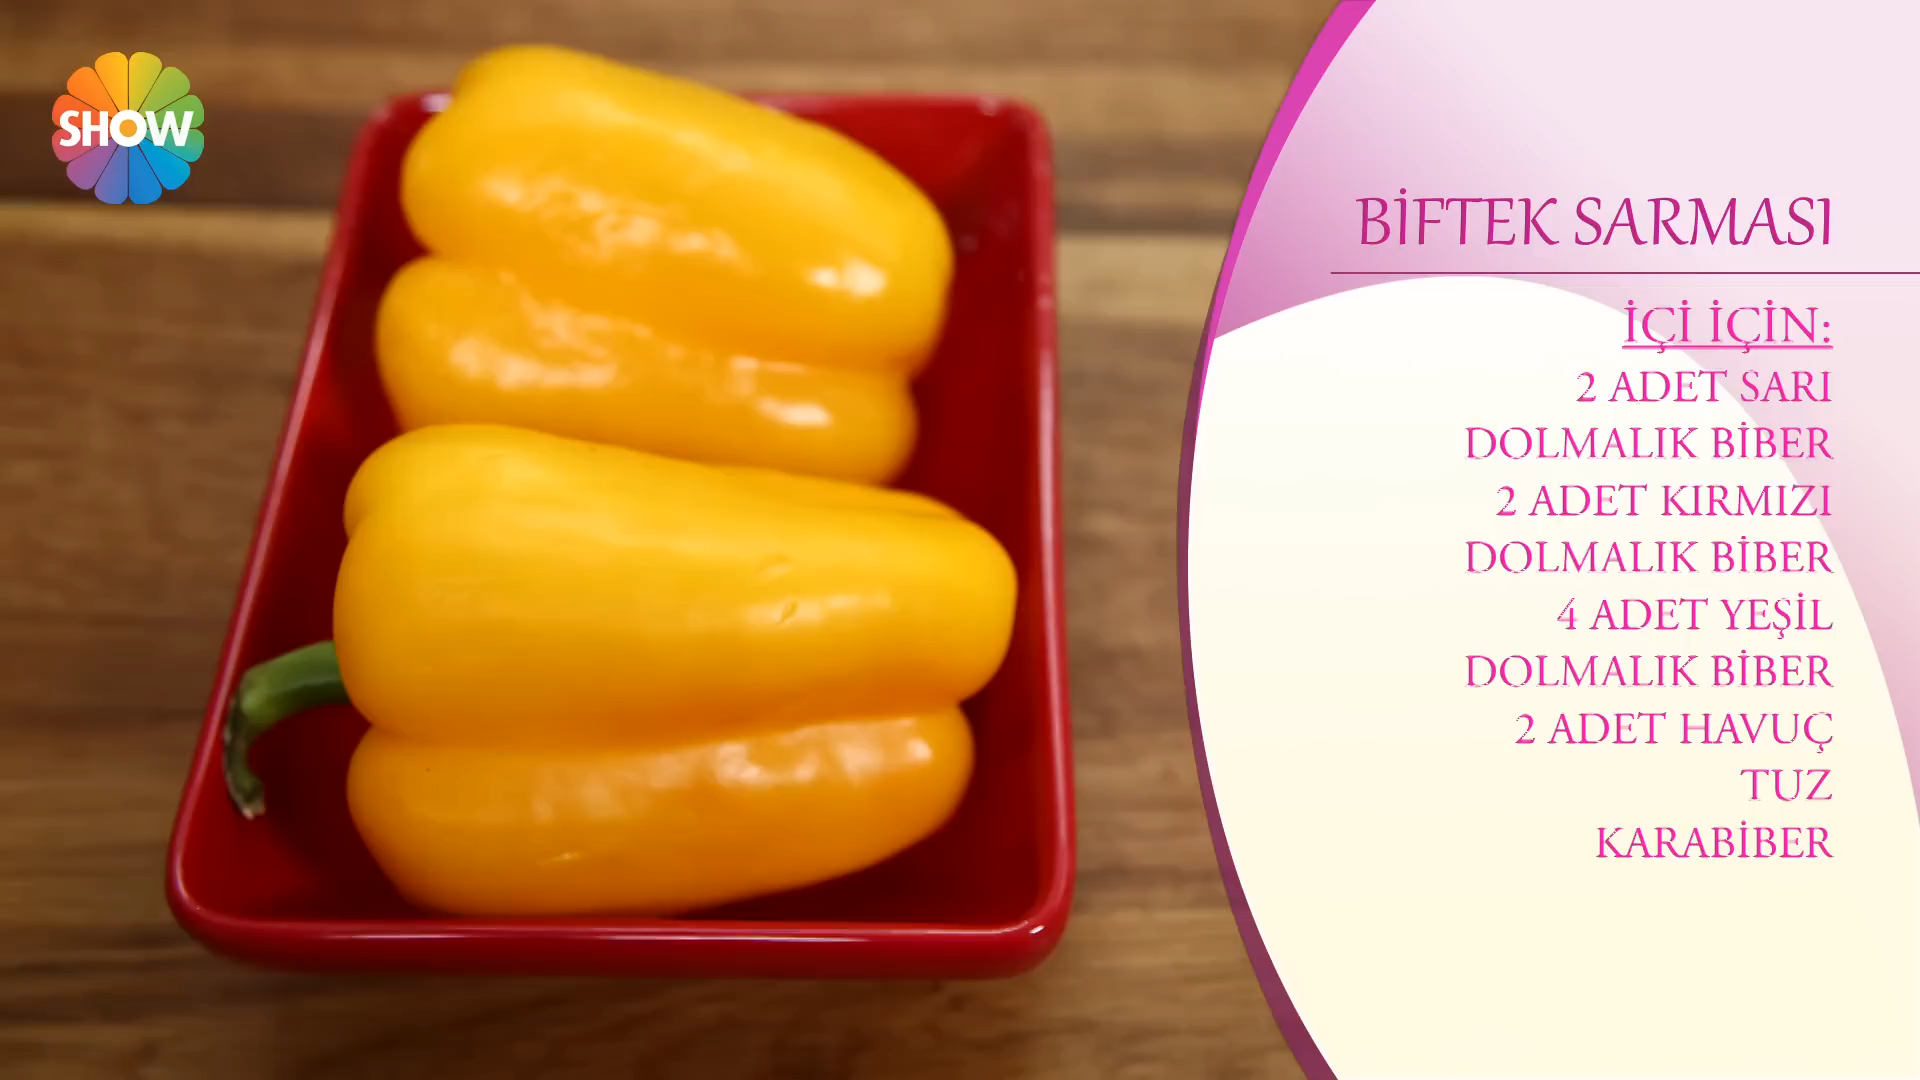 SHOW
BİFTEK SARMASI
İÇİ İÇİN:
2 ADET SARI
DOLMALIK BİBER
2 ADET KIRMIZI
DOLMALIK BİBER
4 ADET YEŞİL
DOLMALIK BİBER
2 ADET HAVUÇ
TUZ
KARABİBER